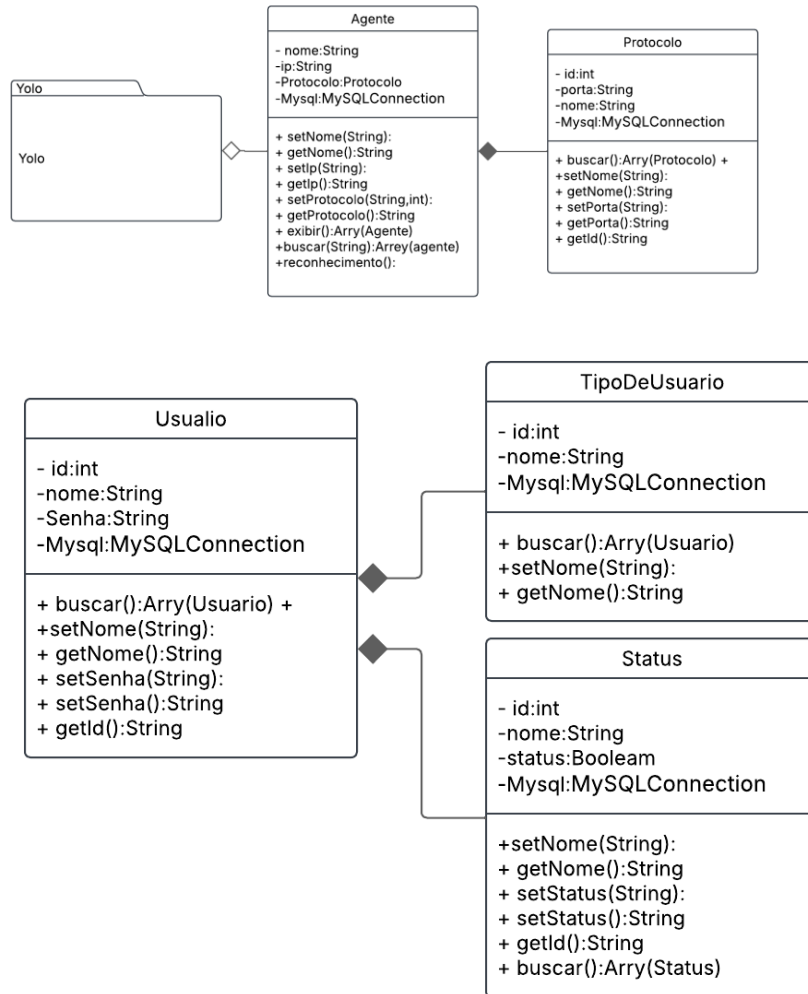 Yolo
Yolo
Agente
- nome:String
-ip:String
-Protocolo:Protocolo
-Mysql:MySQLConnection
+ setNome(String):
+ getNome():String
+ setIp(String):
+ getIp():String
+ setProtocolo(String,int):
+ getProtocolo():String
+ exibir():Arry(Agente)
+buscar(String):Arrey(agente)
+reconhecimento():
Protocolo
- id:int
-porta:String
-nome:String
-Mysql:MySQLConnection
+ buscar():Arry(Protocolo) +
+setNome(String):
+ getNome():String
+ setPorta(String):
+ getPorta():String
+ getId():String
Usualio
- id:int
-nome:String
-Senha:String
-Mysql:MySQLConnection
+ buscar():Arry(Usuario) +
+setNome(String):
+ getNome():String
+ setSenha(String):
+ setSenha():String
+ getId():String
TipoDeUsuario
- id:int
-nome:String
-Mysql:MySQLConnection
+ buscar():Arry(Usuario)
+setNome(String):
+ getNome():String
Status
- id:int
-nome:String
-status:Booleam
-Mysql:MySQLConnection
+setNome(String):
+ getNome():String
+ setStatus(String):
+ setStatus():String
+ getId():String
+ buscar():Arry(Status)